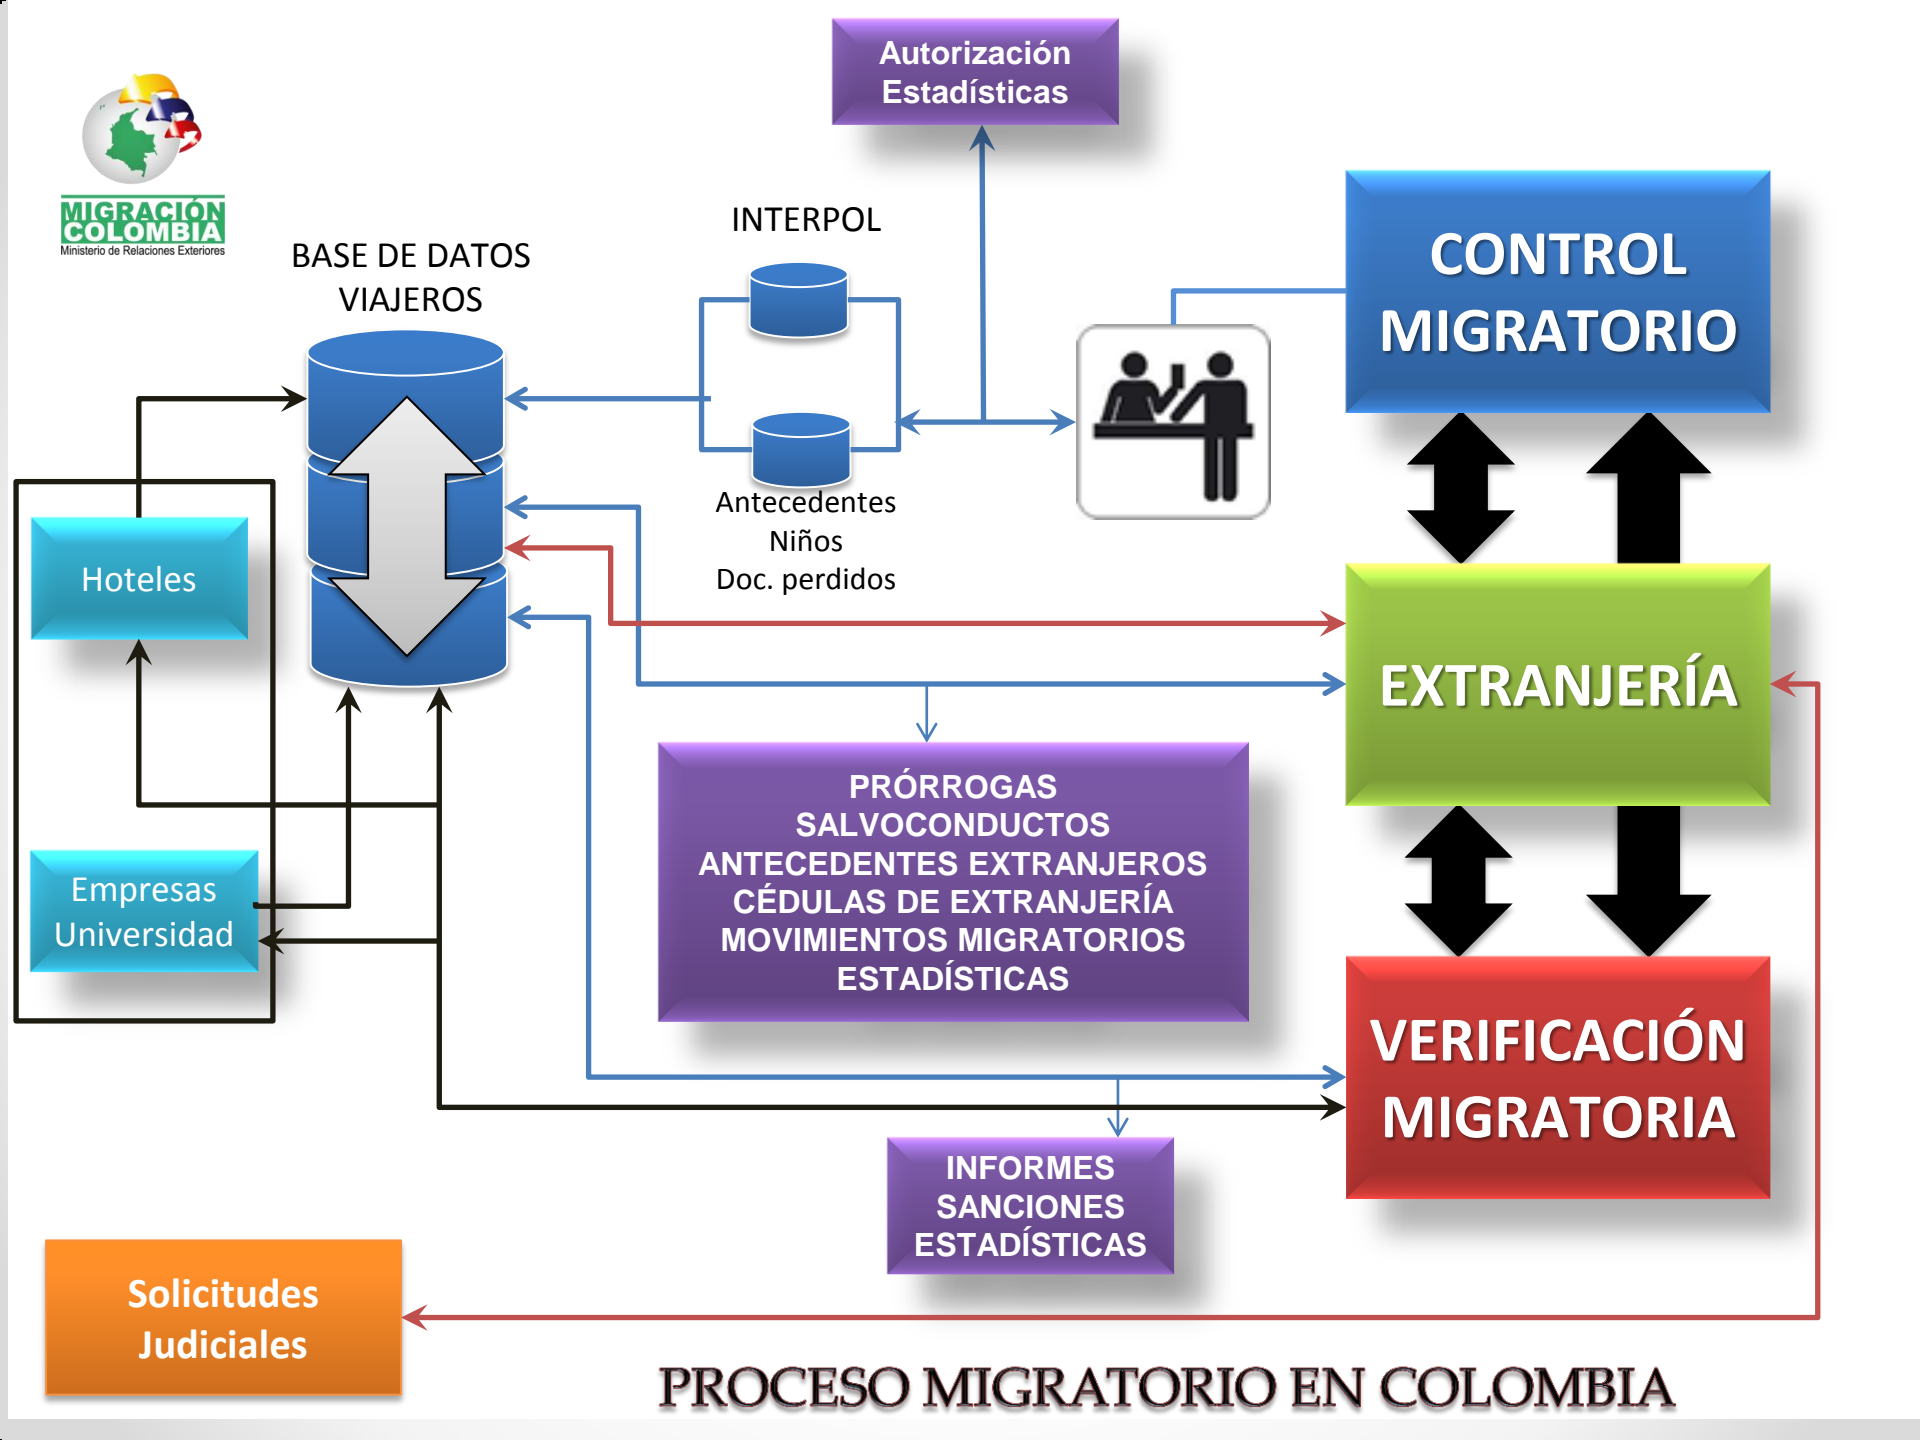 Autorización
Estadísticas
MIGRACIÓN
COLOMBIA
Ministerio de Relaciones Exteriores
BASE DE DATOS
VIAJEROS
INTERPOL
CONTROL
MIGRATORIO
Antecedentes
Niños
Doc. perdidos
Hoteles
EXTRANJERÍA
PRÓRROGAS
SALVOCONDUCTOS
ANTECEDENTES EXTRANJEROS
CÉDULAS DE EXTRANJERÍA
MOVIMIENTOS MIGRATORIOS
ESTADÍSTICAS
Empresas
Universidad
VERIFICACIÓN
MIGRATORIA
INFORMES
SANCIONES
ESTADÍSTICAS
Solicitudes
Judiciales
PROCESO MIGRATORIO EN COLOMBIA